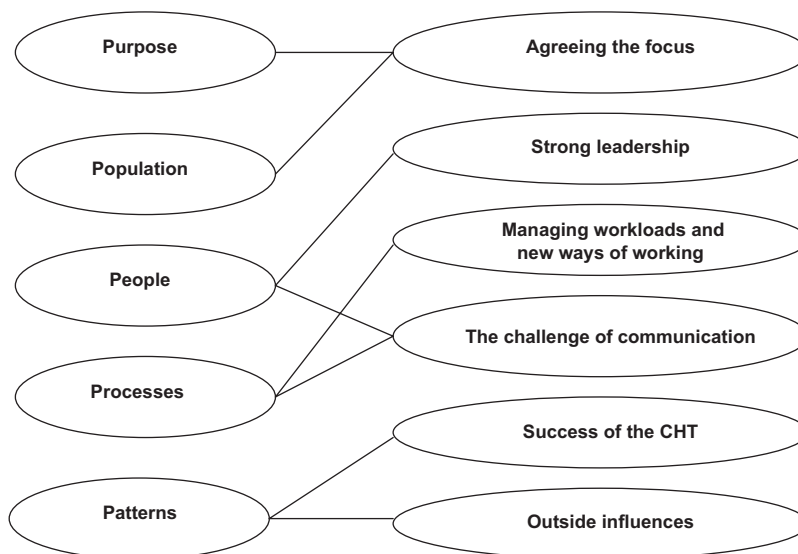 Purpose
Agreeing the focus
Population
Strong leadership
Managing workloads and
new ways of working
People
The challenge of communication
Processes
Success of the CHT
Patterns
Outside influences